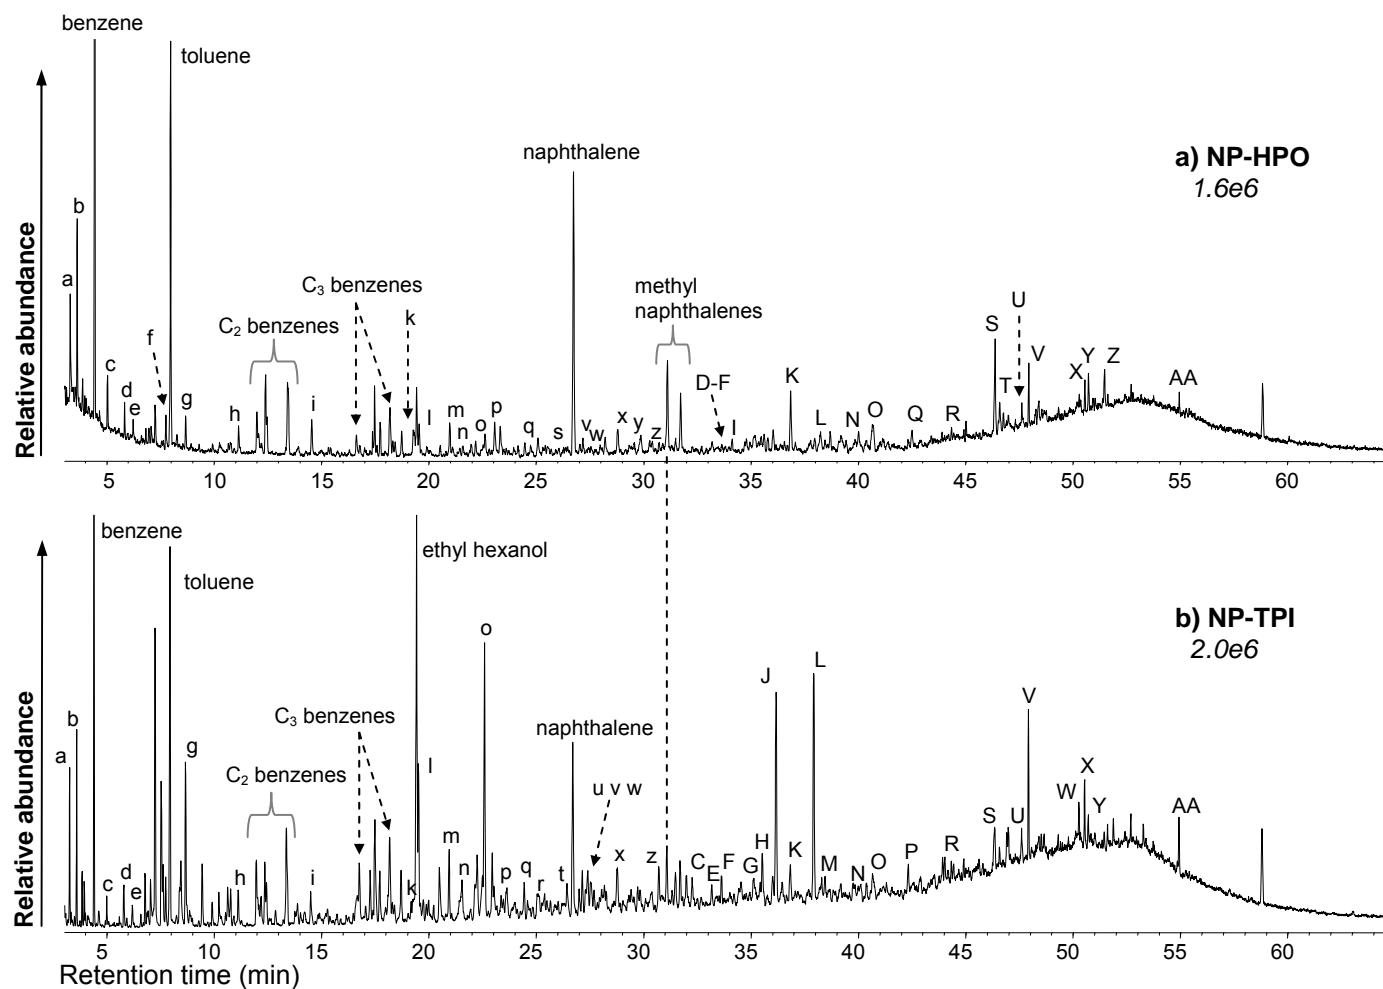 benzene
toluene
naphthalene
a) NP-HPO
1.6e6
b
a
C3 benzenes
methyl
naphthalenes
k
f
C2 benzenes
U
S
V
c
d
e
g
h
i
l
m
n
o
p
q
s
v
w
x
y
z
D-F
I
K
L
N
O
Q
R
T
X
Y
Z
AA
Relative abundance
5 10 15 20 25 30 35 40 45 50 55 60
benzene
toluene
ethyl hexanol
b) NP-TPI
2.0e6
o
J
L
V
b
a
g
C3 benzenes
naphthalene
C2 benzenes
l
u v w
c
d
e
h
i
k
m
n
p
q
r
t
x
z
C
E
F
G
H
K
M
N
O
P
R
S
U
W
X
Y
AA
Relative abundance
5 10 15 20 25 30 35 40 45 50 55 60
Retention time (min)